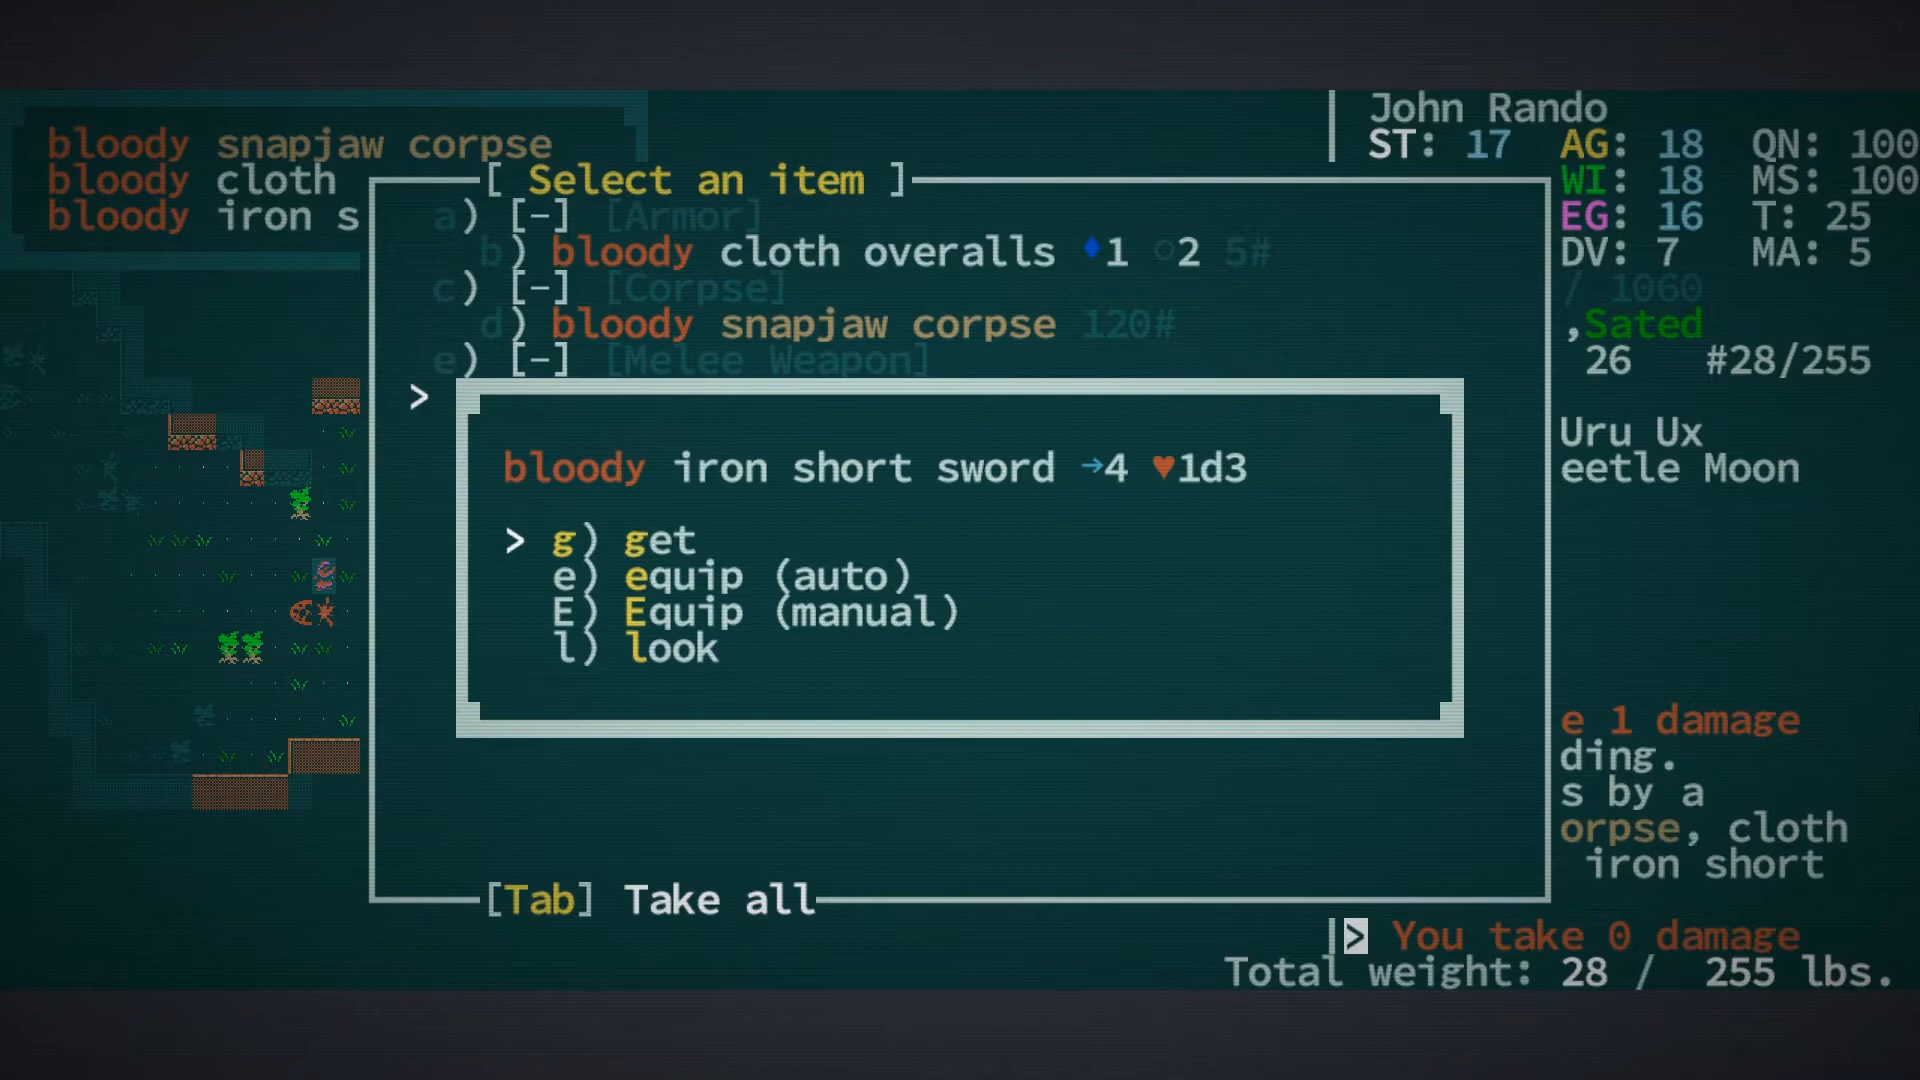 John Rando
bloody snapjaw corpse
ST: 17 AG: 18 QN: 100
bloody cloth
[ Select an item ]
WI: 18 MS: 100
bloody iron s
a) [-] [Armor]
EG: 16 T: 25
b) bloody cloth overalls ♦1 ○2 5#
DV: 7 MA: 5
c) [-] [Corpse]
/ 1060
d) bloody snapjaw corpse 120#
,Sated
e) [-] [Melee Weapon]
26 #28/255
>
Uru Ux
bloody iron short sword →4 ♥1d3
eetle Moon
> g) get
e) equip (auto)
E) Equip (manual)
l) look
e 1 damage
ding.
s by a
orpse, cloth
iron short
[Tab] Take all
> You take 0 damage
Total weight: 28 / 255 lbs.